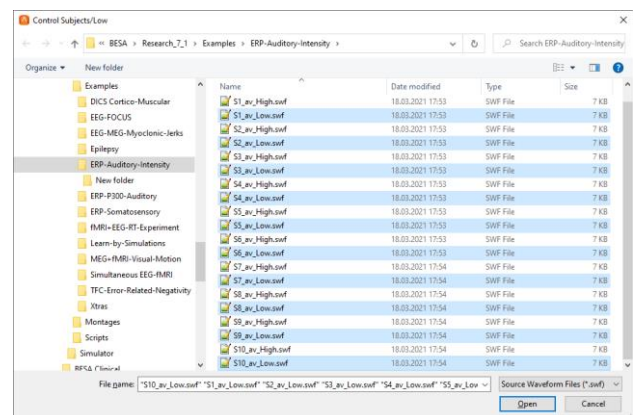 Control Subjects/Low
« BESA › Research_7_1 › Examples › ERP-Auditory-Intensity ›
Search ERP-Auditory-Intensity
Organize
New folder
Examples
DICS Cortico-Muscular
EEG-FOCUS
EEG-MEG-Myoclonic-Jerks
Epilepsy
ERP-Auditory-Intensity
New folder
ERP-P300-Auditory
ERP-Somatosensory
fMRI+EEG-RT-Experiment
Learn-by-Simulations
MEG+fMRI-Visual-Motion
Simultaneous EEG-fMRI
TFC-Error-Related-Negativity
Xtras
Montages
Scripts
Simulator
BESA Clinical
Name Date modified Type Size
S1_av_High.swf 18.03.2021 17:53 SWF File 7 KB
S1_av_Low.swf 18.03.2021 17:53 SWF File 7 KB
S2_av_High.swf 18.03.2021 17:53 SWF File 7 KB
S2_av_Low.swf 18.03.2021 17:53 SWF File 7 KB
S3_av_High.swf 18.03.2021 17:53 SWF File 7 KB
S3_av_Low.swf 18.03.2021 17:53 SWF File 7 KB
S4_av_High.swf 18.03.2021 17:53 SWF File 7 KB
S4_av_Low.swf 18.03.2021 17:53 SWF File 7 KB
S5_av_High.swf 18.03.2021 17:53 SWF File 7 KB
S5_av_Low.swf 18.03.2021 17:53 SWF File 7 KB
S6_av_High.swf 18.03.2021 17:53 SWF File 7 KB
S6_av_Low.swf 18.03.2021 17:53 SWF File 7 KB
S7_av_High.swf 18.03.2021 17:54 SWF File 7 KB
S7_av_Low.swf 18.03.2021 17:54 SWF File 7 KB
S8_av_High.swf 18.03.2021 17:54 SWF File 7 KB
S8_av_Low.swf 18.03.2021 17:54 SWF File 7 KB
S9_av_High.swf 18.03.2021 17:54 SWF File 7 KB
S9_av_Low.swf 18.03.2021 17:54 SWF File 7 KB
S10_av_High.swf 18.03.2021 17:54 SWF File 7 KB
S10_av_Low.swf 18.03.2021 17:54 SWF File 7 KB
File name: "S10_av_Low.swf" "S1_av_Low.swf" "S2_av_Low.swf" "S3_av_Low.swf" "S4_av_Low.swf" "S5_av_Low Source Waveform Files (*.swf)
Open Cancel